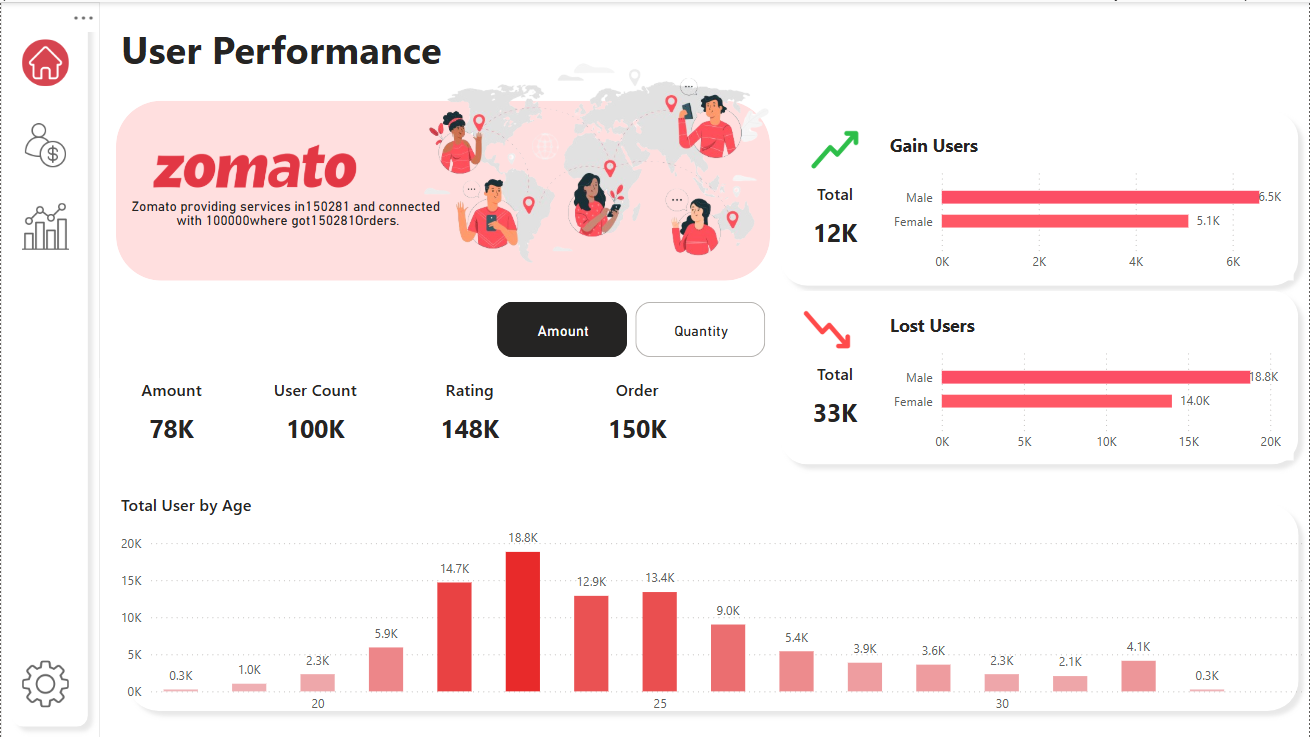 User Performance
zomato
Zomato providing services in150281 and connected
with 100000where got150281Orders.
Gain Users
Total
12K
Male
6.5K
Female
5.1K
0K
2K
4K
6K
Amount
Quantity
Lost Users
Total
33K
Male
18.8K
Female
14.0K
0K
5K
10K
15K
20K
Amount
User Count
Rating
Order
78K
100K
148K
150K
Total User by Age
20K
15K
10K
5K
0K
0.3K
1.0K
2.3K
5.9K
14.7K
18.8K
12.9K
13.4K
9.0K
5.4K
3.9K
3.6K
2.3K
2.1K
4.1K
0.3K
20
25
30